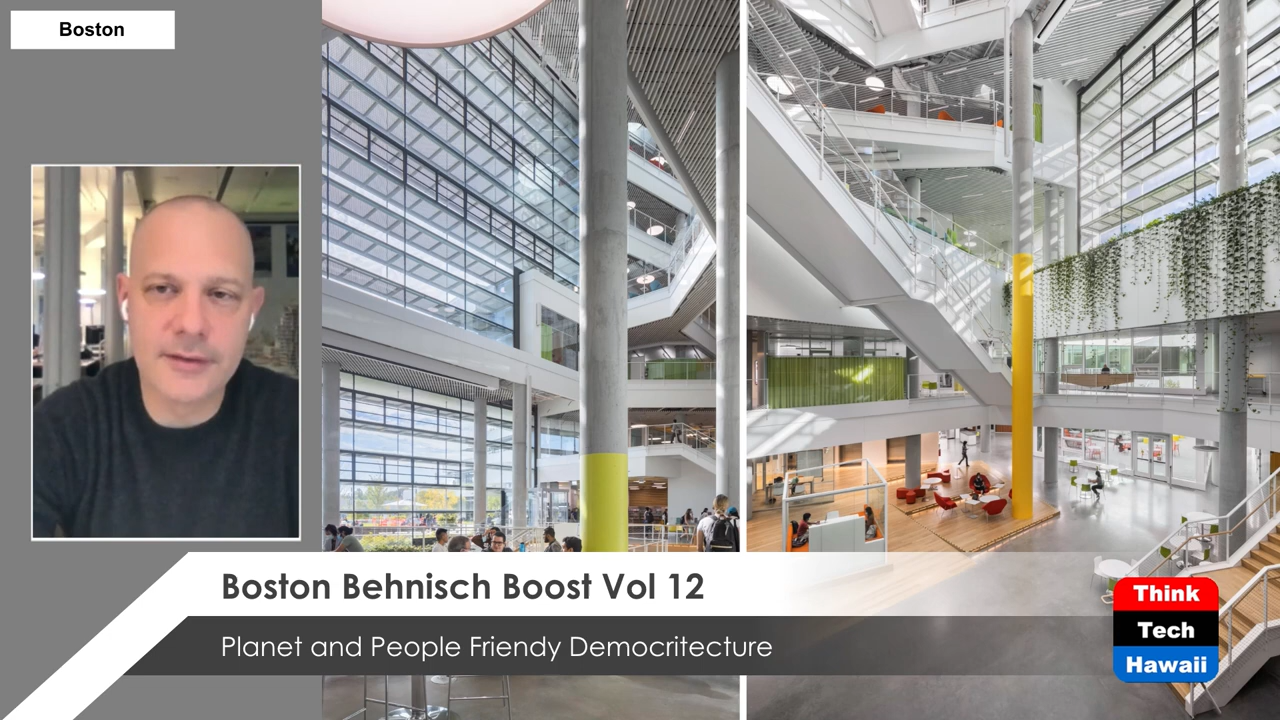 Boston
Boston Behnisch Boost Vol 12
Planet and People Friendy Democritecture
Think
Tech
Hawaii